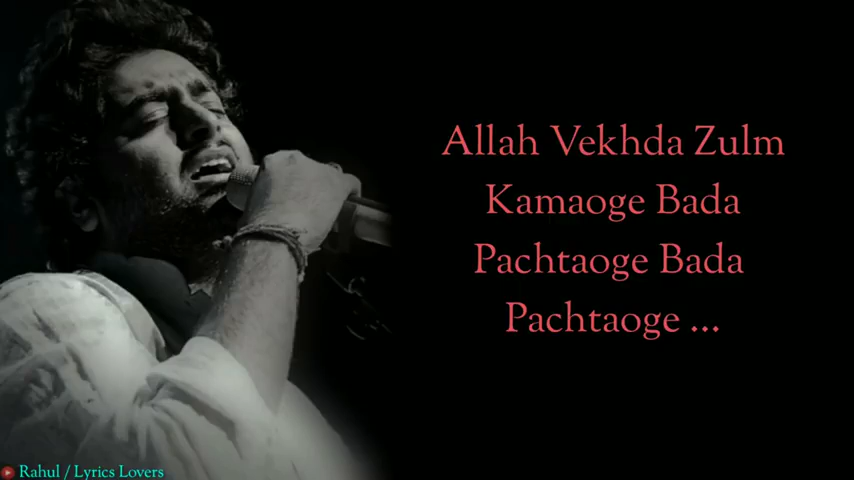 Allah Vekhda Zulm
Kamaoge Bada
Pachtaoge Bada
Pachtaoge ...
Rahul / Lyrics Lovers